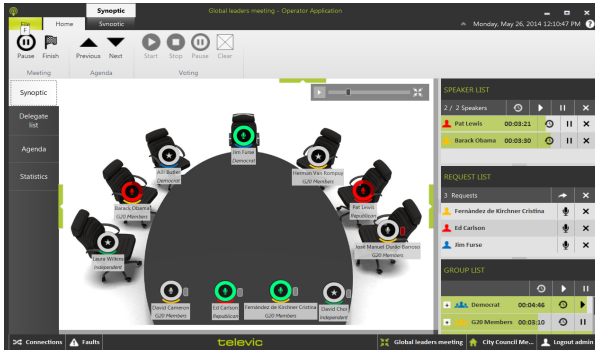 Synoptic
Global leaders meeting - Operator Application
File
Home
Synoptic
Monday, May 26, 2014 12:10:47 PM
F
Pause
Finish
Previous
Next
Start
Stop
Pause
Clear
Meeting
Agenda
Voting
Synoptic
Delegate
list
Agenda
Statistics
Jim Furse
Democrat
Alli Butler
Democrat
Herman Van Rompuy
G20 Members
Barack Obama
G20 Members
Pat Lewis
Republican
Laura Wilkens
Independent
José Manuel Durão Barroso
G20 Members
David Cameron
G20 Members
Ed Carlson
Republican
Fernández de Kirchner Cristina
G20 Members
David Choi
Independent
SPEAKER LIST
2 / 2 Speakers
Pat Lewis 00:03:21
Barack Obama 00:03:30
REQUEST LIST
3 Requests
Fernández de Kirchner Cristina
Ed Carlson
Jim Furse
GROUP LIST
Democrat 00:04:46
G20 Members 00:03:10
Connections
Faults
televic
Global leaders meeting
City Council Me...
Logout admin